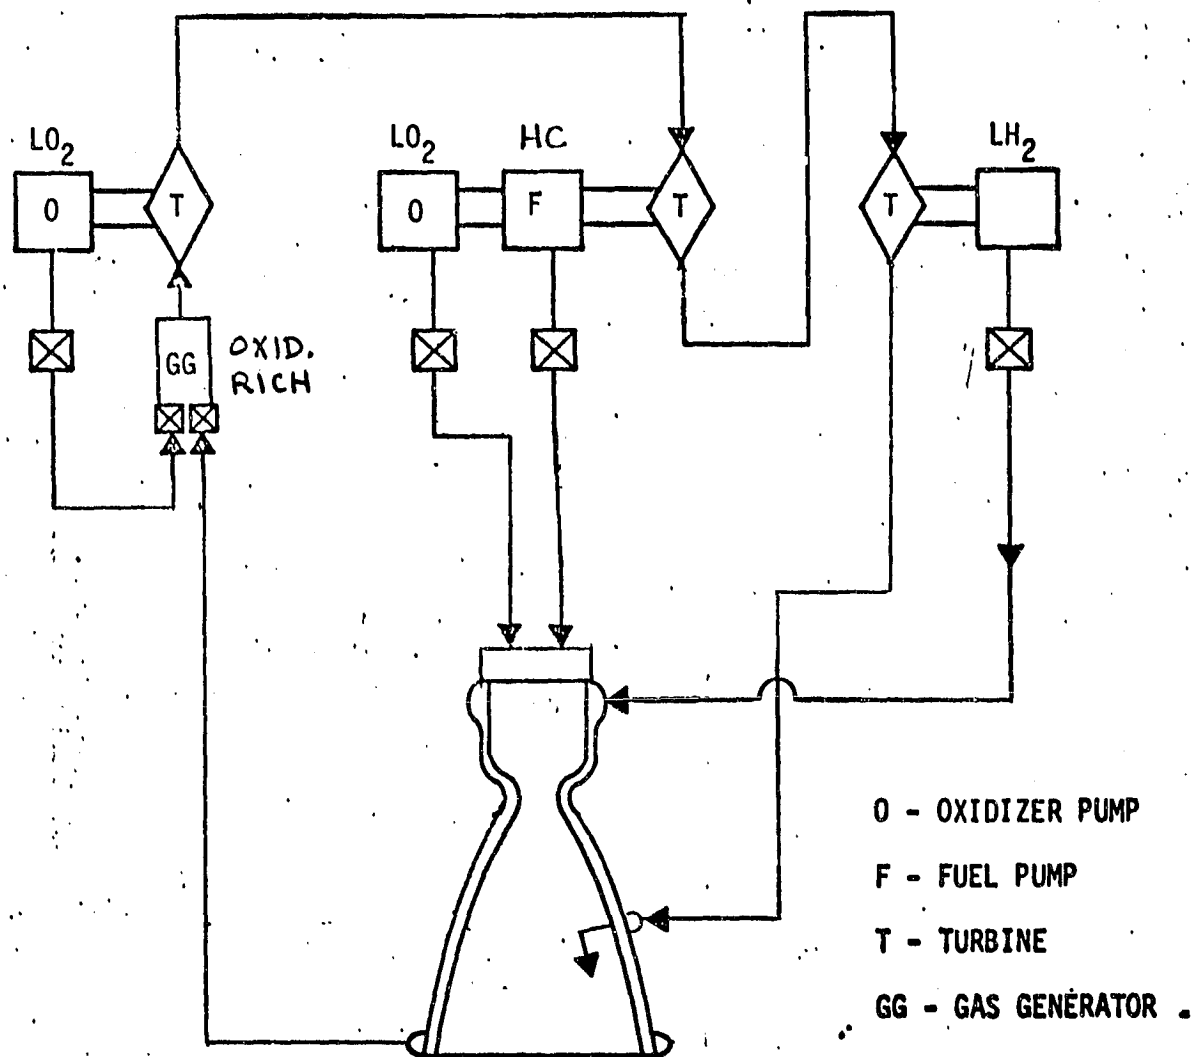 LO2
LO2
HC
LH2
O
T
O
F
T
T
GG
OXID.
RICH
O - OXIDIZER PUMP
F - FUEL PUMP
T - TURBINE
GG - GAS GENERATOR